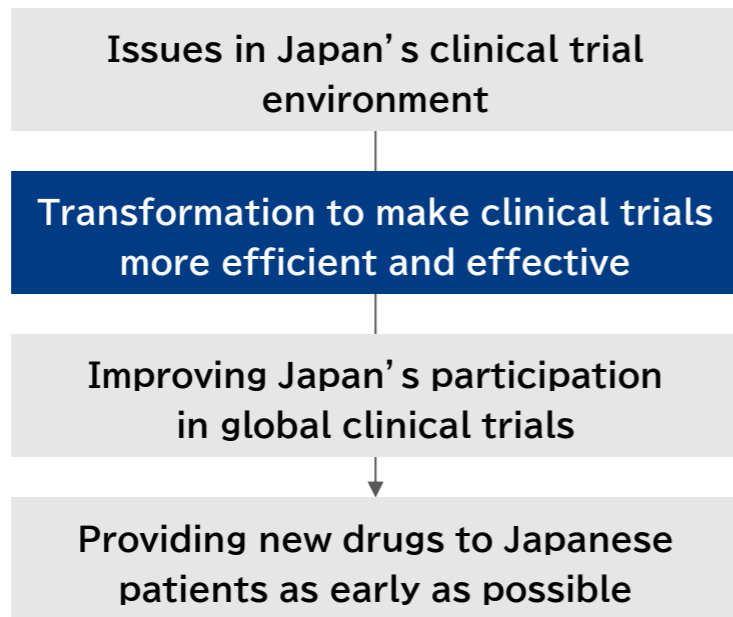 Issues in Japan’s clinical trial
environment
Transformation to make clinical trials
more efficient and effective
Improving Japan’s participation
in global clinical trials
Providing new drugs to Japanese
patients as early as possible